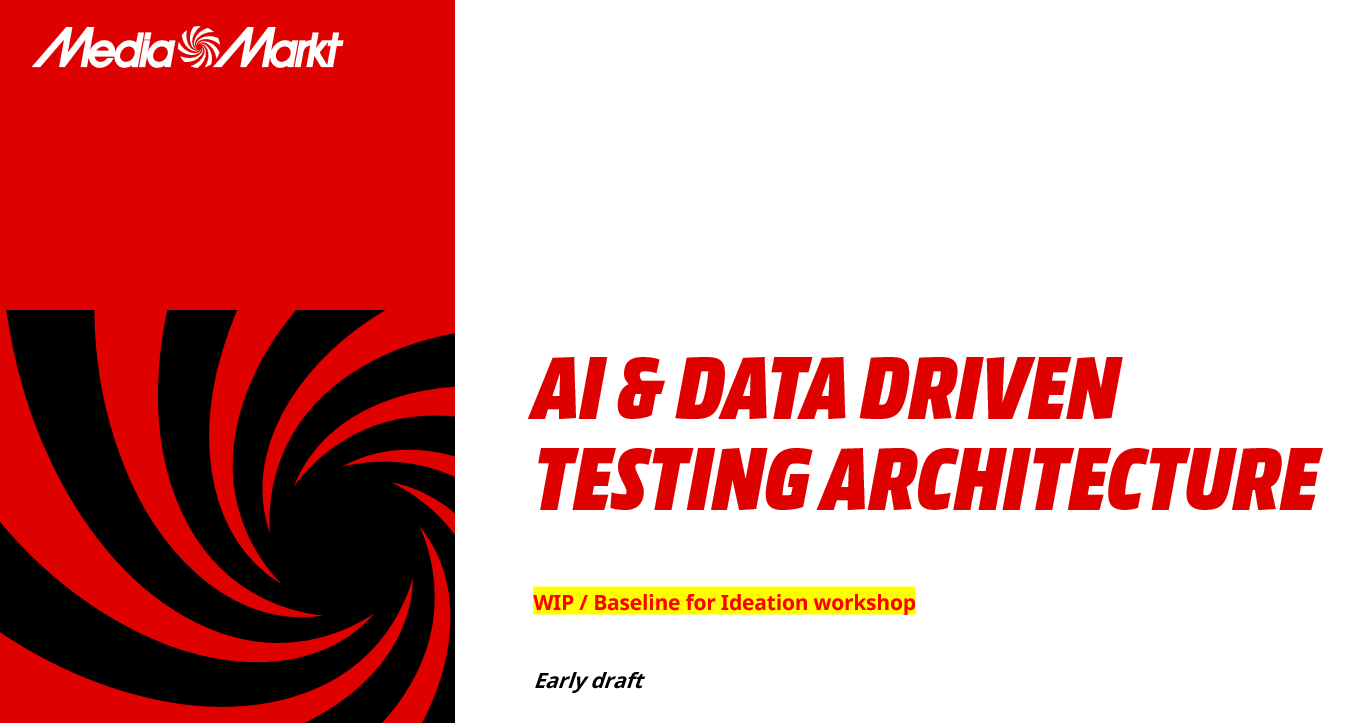 MediaMarkt
AI & DATA DRIVEN
TESTING ARCHITECTURE
WIP / Baseline for Ideation workshop
Early draft